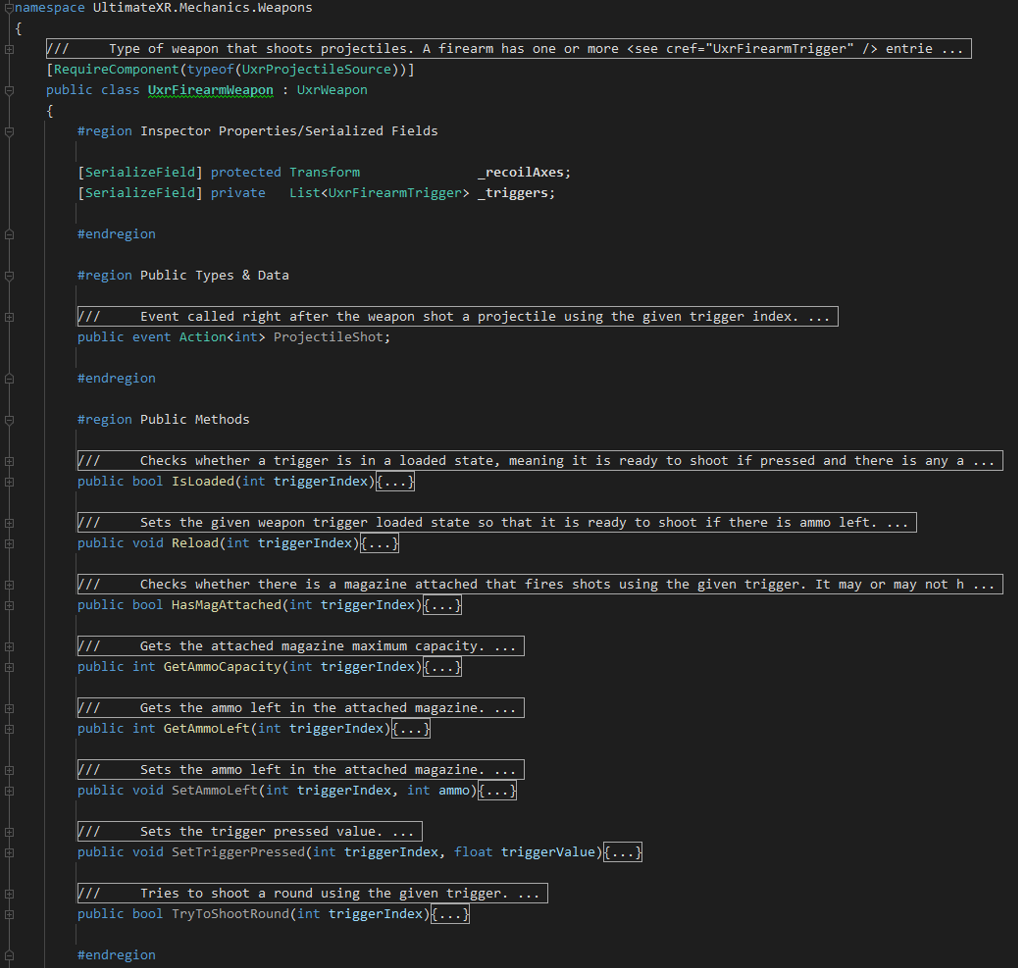 namespace UltimateXR.Mechanics.Weapons
{
/// Type of weapon that shoots projectiles. A firearm has one or more <see cref="UxrFirearmTrigger" /> entrie ...
[RequireComponent(typeof(UxrProjectileSource))]
public class UxrFirearmWeapon : UxrWeapon
{
#region Inspector Properties/Serialized Fields
[SerializeField] protected Transform _recoilAxes;
[SerializeField] private List<UxrFirearmTrigger> _triggers;
#endregion
#region Public Types & Data
/// Event called right after the weapon shot a projectile using the given trigger index. ...
public event Action<int> ProjectileShot;
#endregion
#region Public Methods
/// Checks whether a trigger is in a loaded state, meaning it is ready to shoot if pressed and there is any a ...
public bool IsLoaded(int triggerIndex){...}
/// Sets the given weapon trigger loaded state so that it is ready to shoot if there is ammo left. ...
public void Reload(int triggerIndex){...}
/// Checks whether there is a magazine attached that fires shots using the given trigger. It may or may not h ...
public bool HasMagAttached(int triggerIndex){...}
/// Gets the attached magazine maximum capacity. ...
public int GetAmmoCapacity(int triggerIndex){...}
/// Gets the ammo left in the attached magazine. ...
public int GetAmmoLeft(int triggerIndex){...}
/// Sets the ammo left in the attached magazine. ...
public void SetAmmoLeft(int triggerIndex, int ammo){...}
/// Sets the trigger pressed value. ...
public void SetTriggerPressed(int triggerIndex, float triggerValue){...}
/// Tries to shoot a round using the given trigger. ...
public bool TryToShootRound(int triggerIndex){...}
#endregion